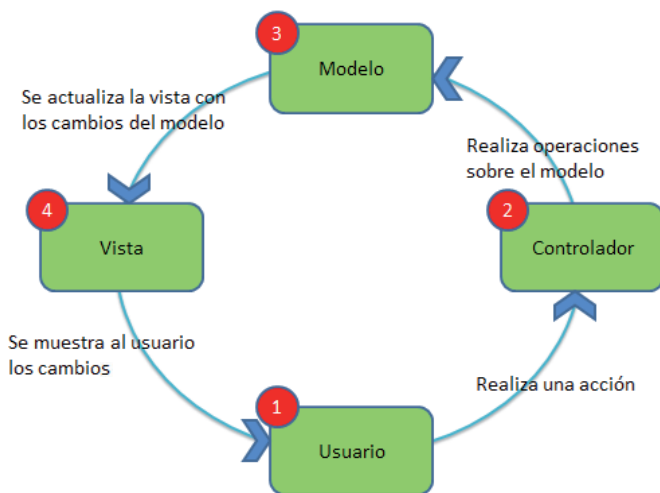 3
Modelo
Se actualiza la vista con
los cambios del modelo
Realiza operaciones
sobre el modelo
4
Vista
2
Controlador
Se muestra al usuario
los cambios
Realiza una acción
1
Usuario